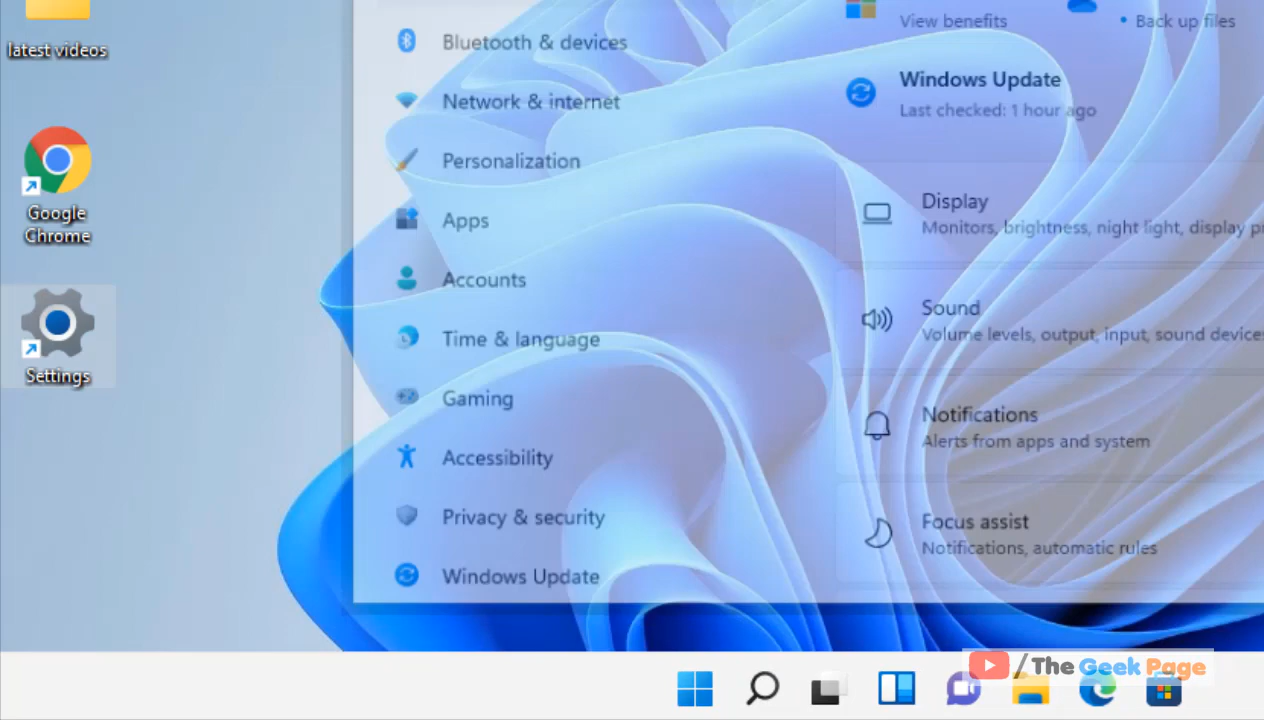 latest videos
Google
Chrome
Settings
Bluetooth & devices
Network & internet
Personalization
Apps
Accounts
Time & language
Gaming
Accessibility
Privacy & security
Windows Update
View benefits
• Back up files
Windows Update
Last checked: 1 hour ago
Display
Monitors, brightness, night light, display
Sound
Volume levels, output, input, sound devices
Notifications
Alerts from apps and system
Focus assist
Notifications, automatic rules
/The Geek Page